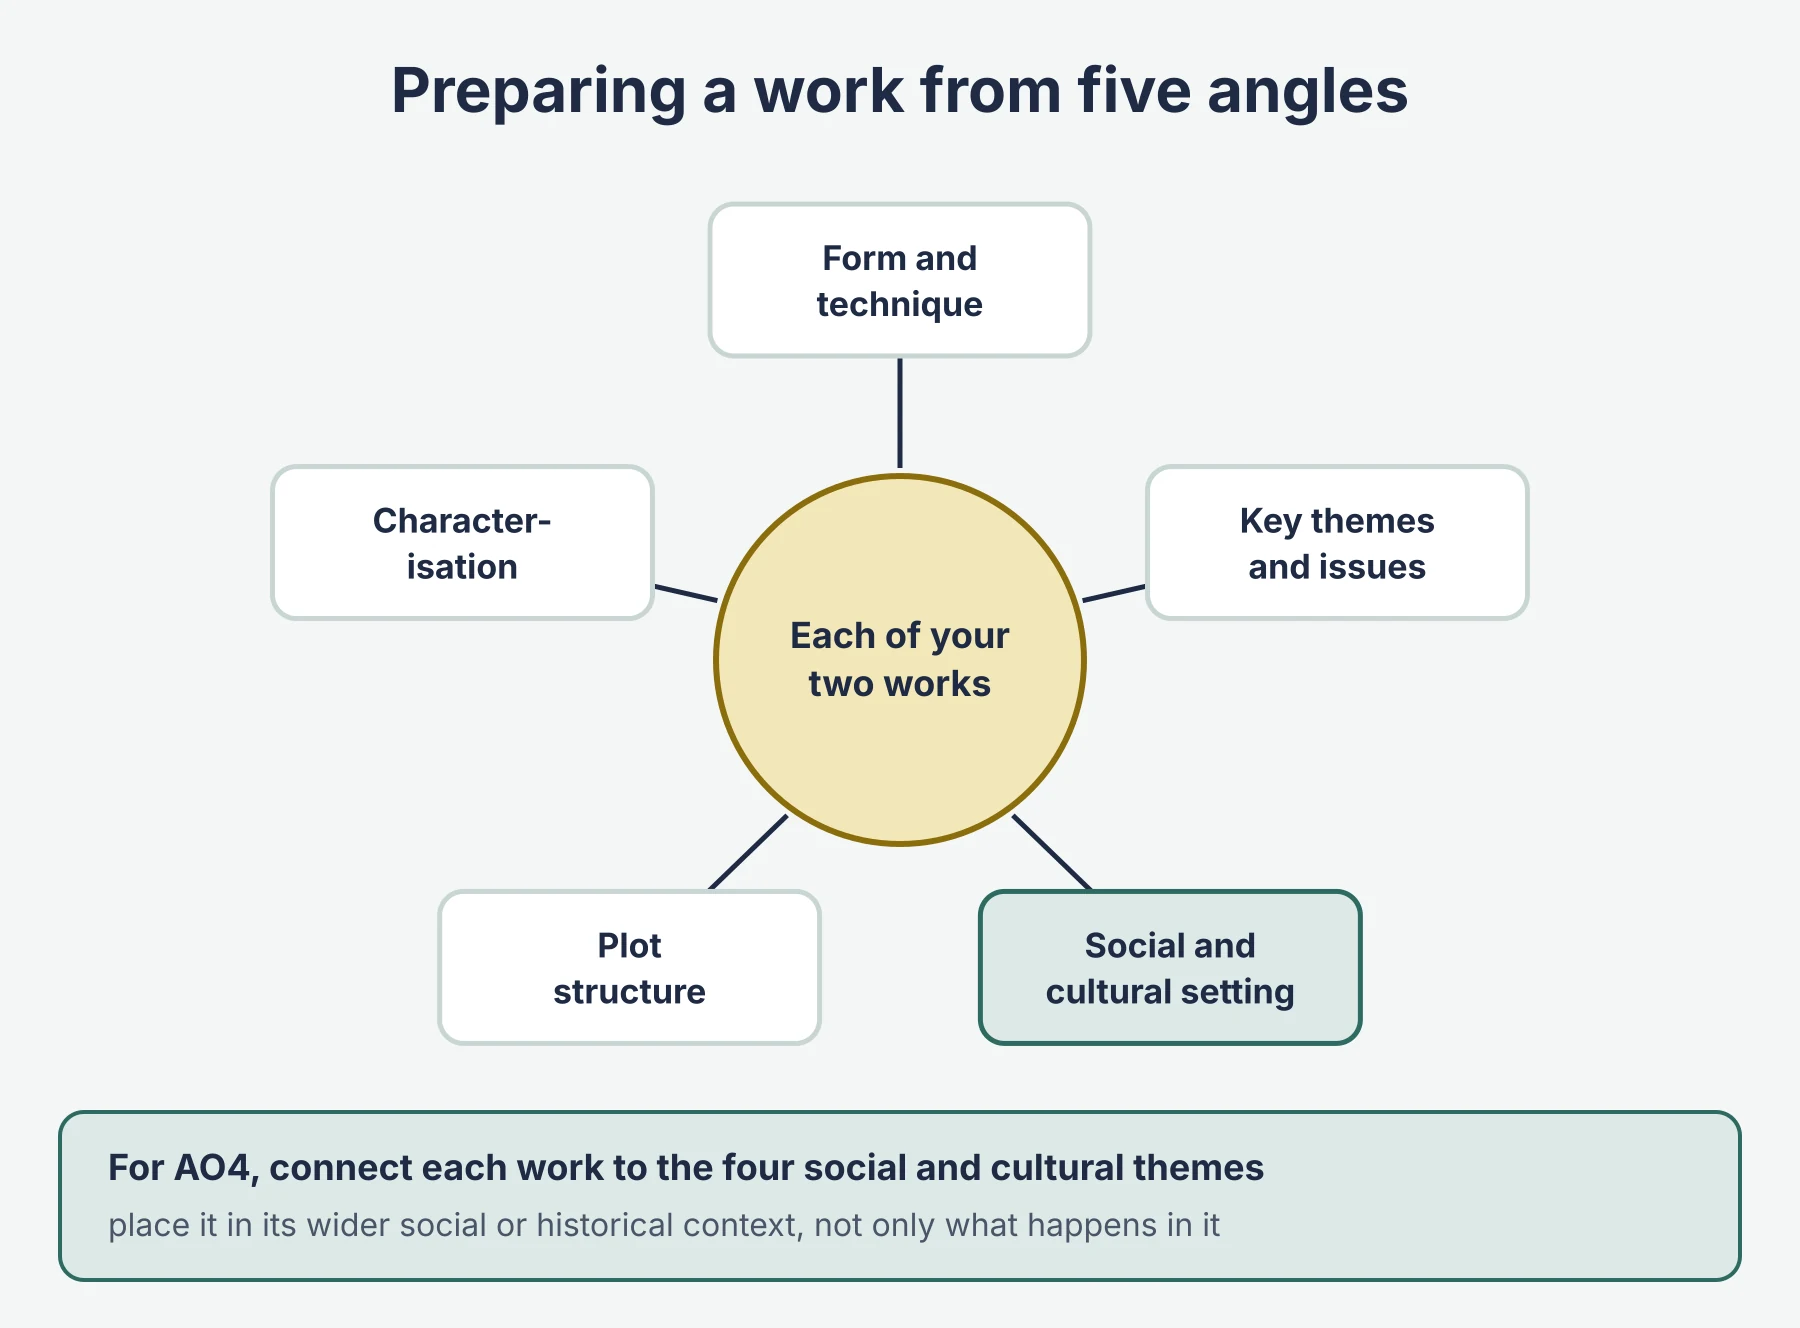 Preparing a work from five angles
Form and
technique
Character-
isation
Key themes
and issues
Each of your
two works
Plot
structure
Social and
cultural setting
For AO4, connect each work to the four social and cultural themes
place it in its wider social or historical context, not only what happens in it